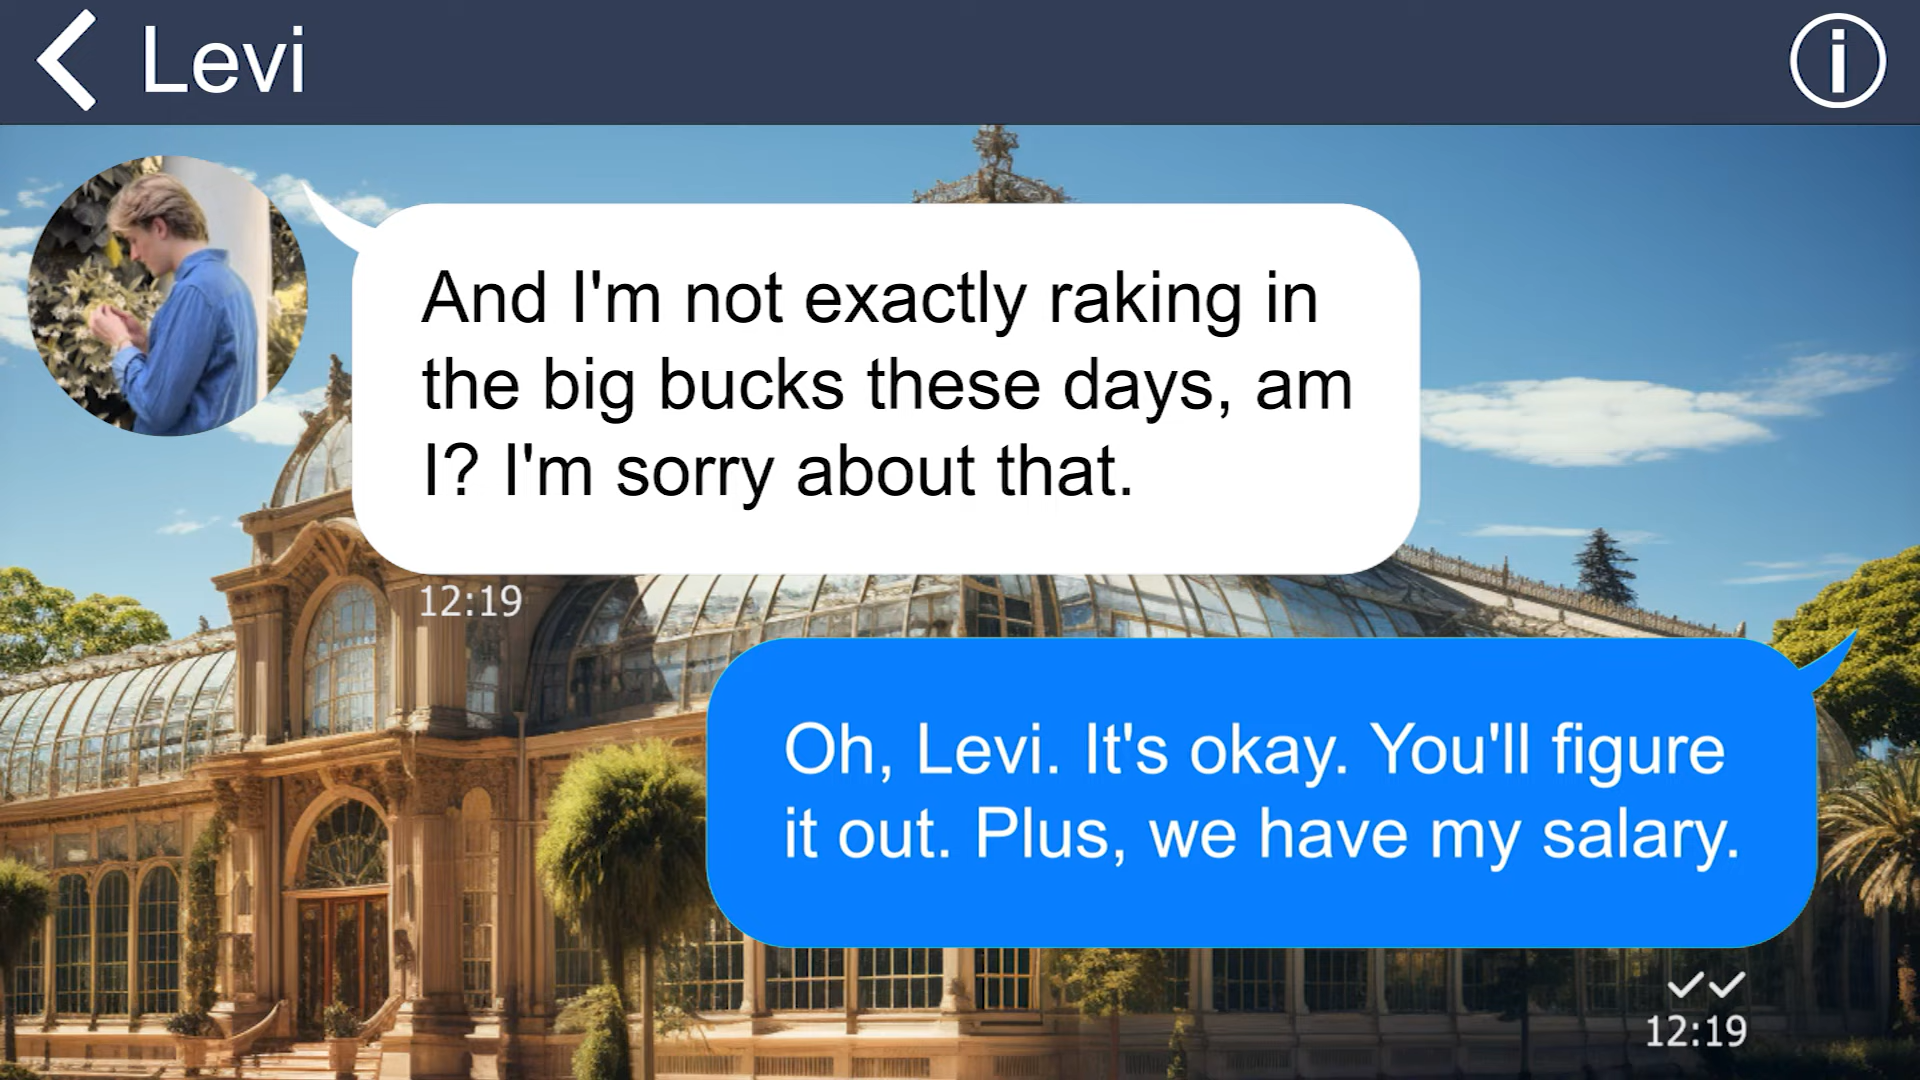 Levi
And I'm not exactly raking in
the big bucks these days, am
I? I'm sorry about that.
12:19
Oh, Levi. It's okay. You'll figure
it out. Plus, we have my salary.
12:19